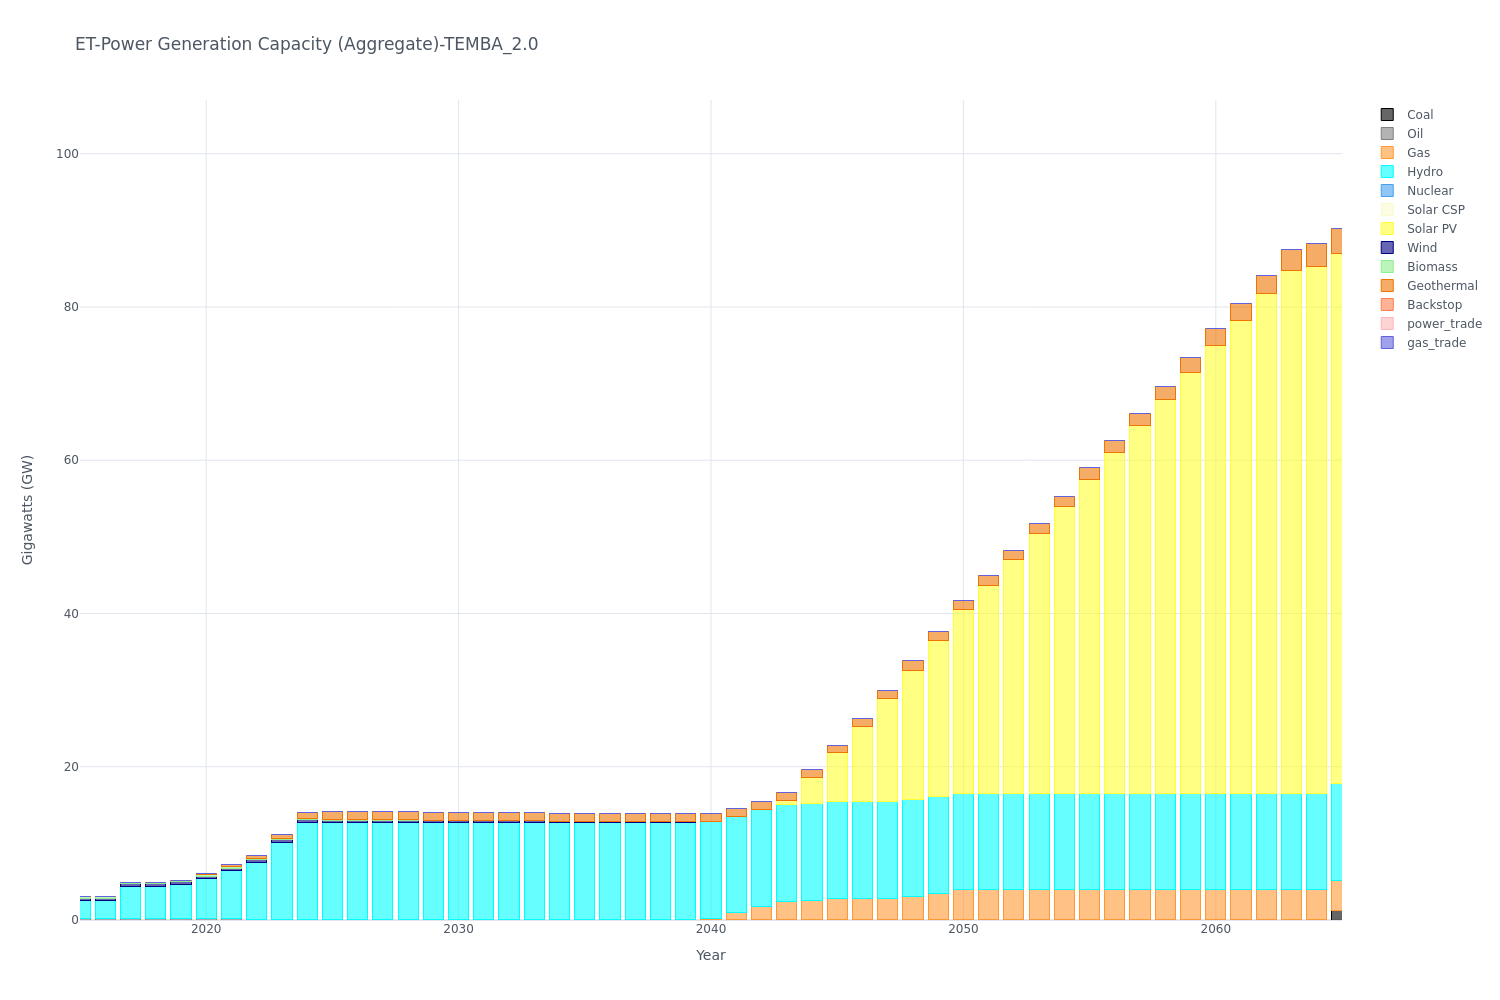 ET-Power Generation Capacity (Aggregate)-TEMBA_2.0
100
80
60
40
20
0
Gigawatts (GW)
2020
2030
2040
2050
2060
Year
Coal
Oil
Gas
Hydro
Nuclear
Solar CSP
Solar PV
Wind
Biomass
Geothermal
Backstop
power_trade
gas_trade